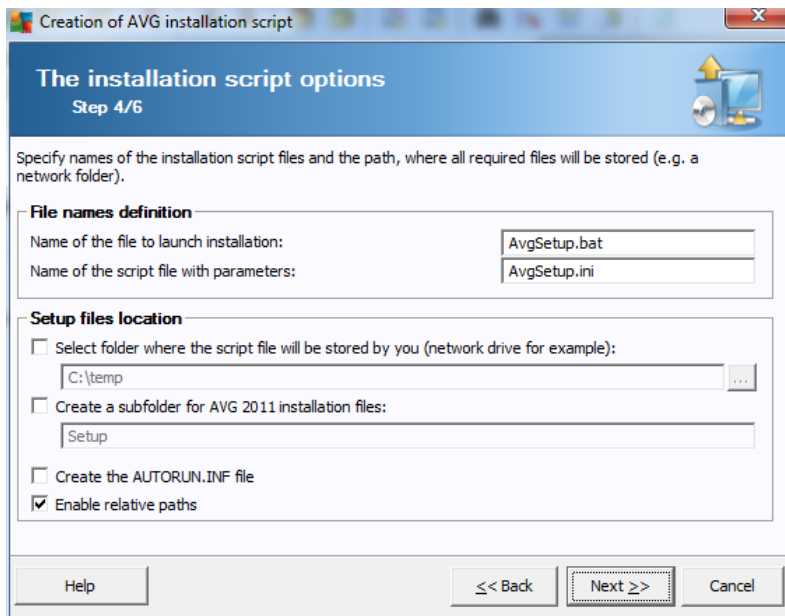 Creation of AVG installation script
X
The installation script options
Step 4/6
Specify names of the installation script files and the path, where all required files will be stored (e.g. a
network folder).
File names definition
Name of the file to launch installation:
AvgSetup.bat
Name of the script file with parameters:
AvgSetup.ini
Setup files location
Select folder where the script file will be stored by you (network drive for example):
C:\temp
...
Create a subfolder for AVG 2011 installation files:
Setup
Create the AUTORUN.INF file
Enable relative paths
Help
<< Back
Next >>
Cancel